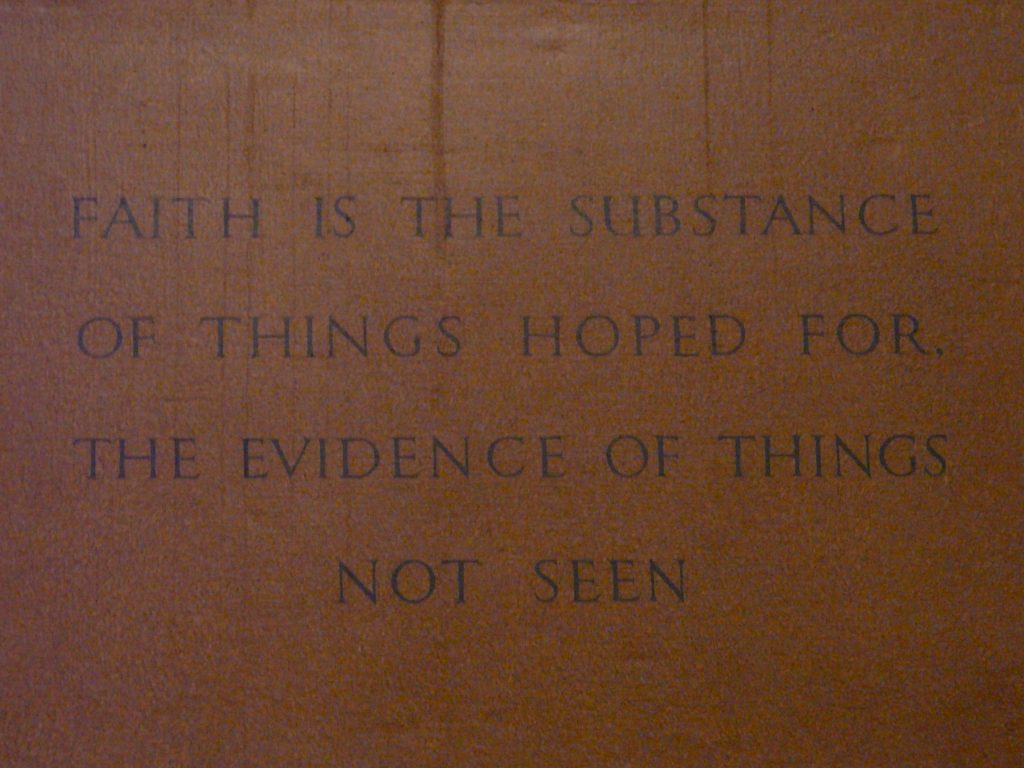 FAITH IS THE SUBSTANCE
OF THINGS HOPED FOR,
THE EVIDENCE OF THINGS
NOT SEEN